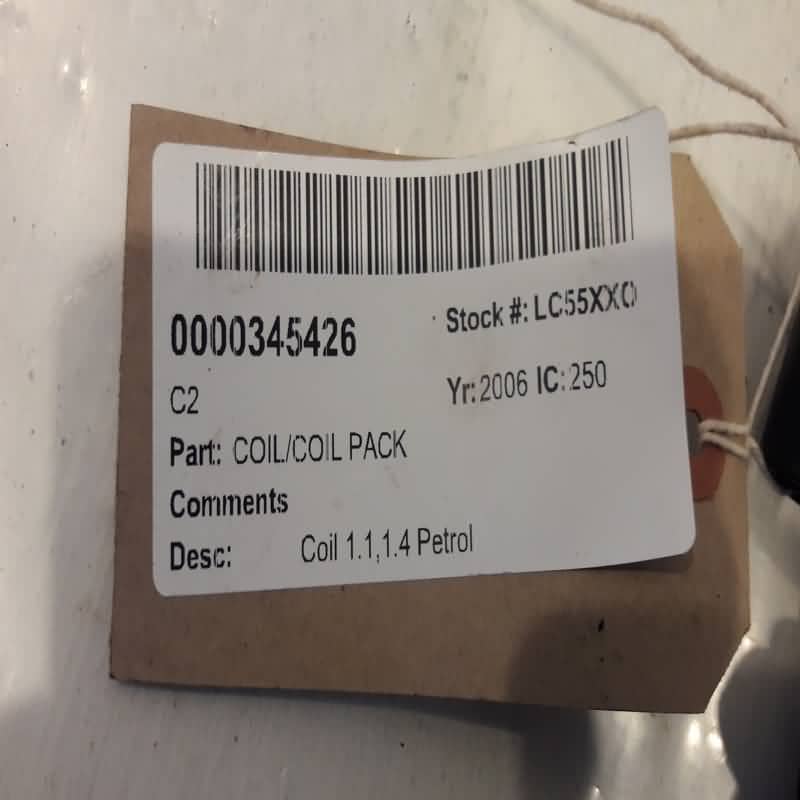 0000345426
Stock #: LC55XXO
C2
Yr: 2006 IC: 250
Part: COIL/COIL PACK
Comments
Desc: Coil 1.1,1.4 Petrol